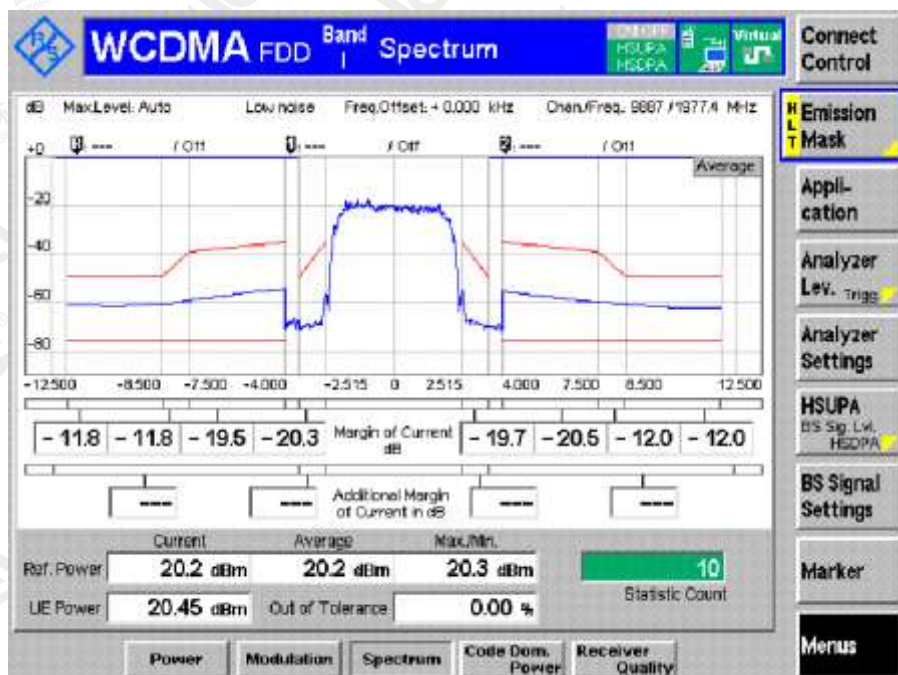 R/S WCDMA FDD Band I Spectrum
ON/OFF HSUPA HSDPA
Virtual
Connect Control
dB Max.Level: Auto Low noise Freq.Offset: + 0.000 kHz Chan./Freq.: 9887 / 1977.4 MHz
HLT Emission Mask
+0 R: --- / Off 1: --- / Off 2: --- / Off
Average
-20
-40
-60
-80
-12.500 -8.500 -7.500 -4.000 -2.515 0 2.515 4.000 7.500 8.500 12.500
Appli-cation
Analyzer Lev. Trigg.
Analyzer Settings
HSUPA BS Sig. Lvl. HSDPA
BS Signal Settings
Marker
Menus
- 11.8 - 11.8 - 19.5 - 20.3 Margin of Current dB - 19.7 - 20.5 - 12.0 - 12.0
--- --- Additional Margin of Current in dB --- ---
Current Average Max./Min.
Ref. Power 20.2 dBm 20.2 dBm 20.3 dBm 10
UE Power 20.45 dBm Out of Tolerance 0.00 % Statistic Count
Power Modulation Spectrum Code Dom. Power Receiver Quality